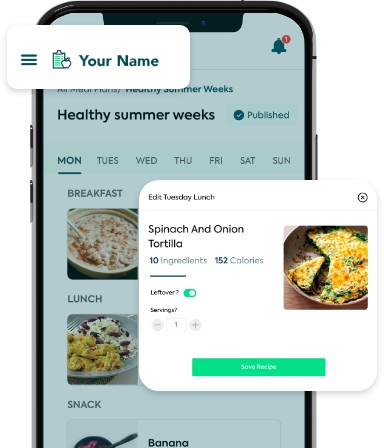 1
Your Name
All Meal Plans/ Healthy Summer Weeks
Healthy summer weeks
Published
MON TUES WED THU FRI SAT SUN
BREAKFAST
Edit Tuesday Lunch
Spinach And Onion
Tortilla
10 Ingredients 152 Calories
Leftover ?
Servings?
1
Save Recipe
LUNCH
SNACK
Banana